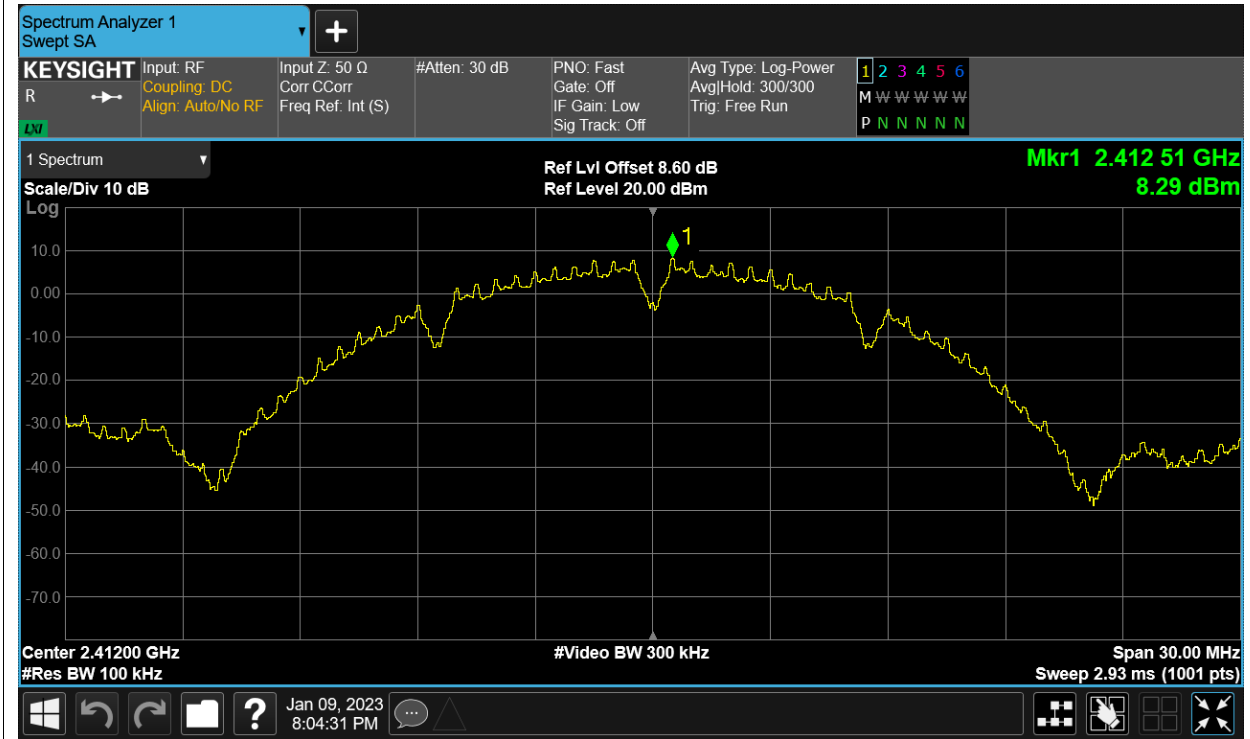 Spectrum Analyzer 1
Swept SA
KEYSIGHT
R
LXI
Input: RF
Coupling: DC
Align: Auto/No RF
Input Z: 50 Ω
Corr CCorr
Freq Ref: Int (S)
#Atten: 30 dB
PNO: Fast
Gate: Off
IF Gain: Low
Sig Track: Off
Avg Type: Log-Power
Avg|Hold: 300/300
Trig: Free Run
1 2 3 4 5 6
M W W W W W
P N N N N N
1 Spectrum
Scale/Div 10 dB
Log
Ref Lvl Offset 8.60 dB
Ref Level 20.00 dBm
Mkr1 2.412 51 GHz
8.29 dBm
1
10.0
0.00
-10.0
-20.0
-30.0
-40.0
-50.0
-60.0
-70.0
Center 2.41200 GHz
#Res BW 100 kHz
#Video BW 300 kHz
Span 30.00 MHz
Sweep 2.93 ms (1001 pts)
?
Jan 09, 2023
8:04:31 PM